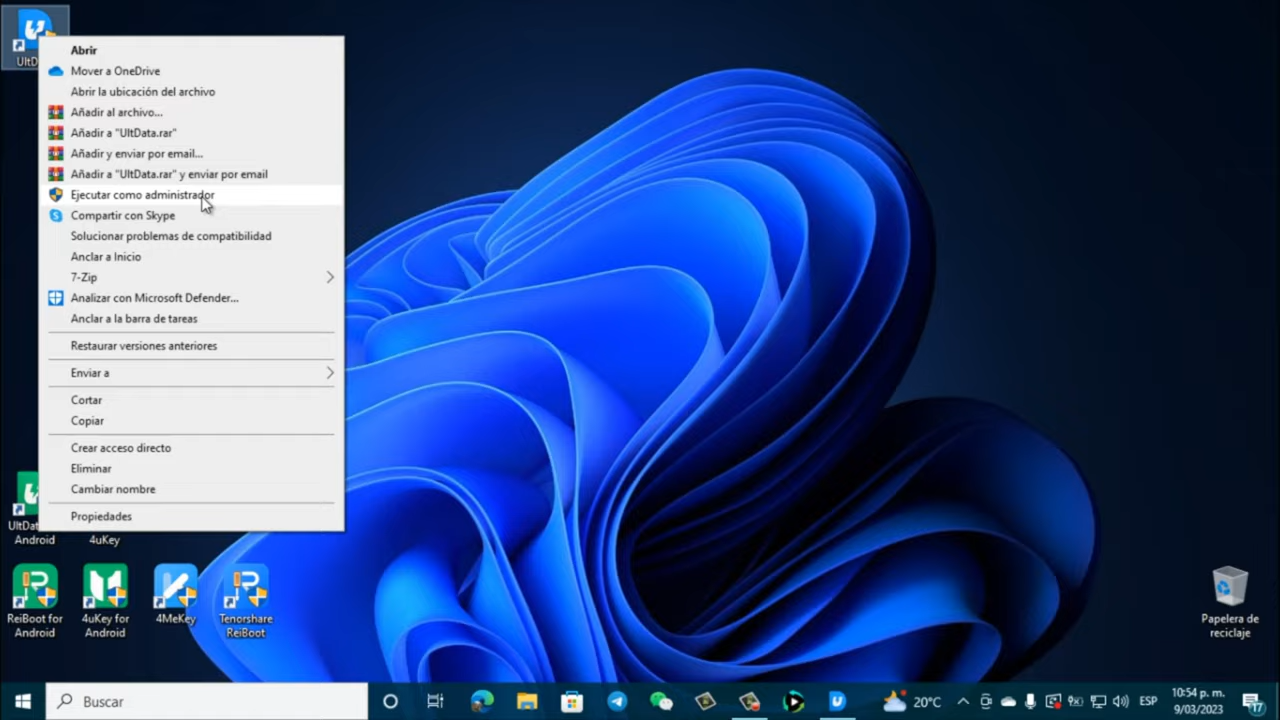 UltD
Abrir
Mover a OneDrive
Abrir la ubicación del archivo
Añadir al archivo...
Añadir a "UltData.rar"
Añadir y enviar por email...
Añadir a "UltData.rar" y enviar por email
Ejecutar como administrador
Compartir con Skype
Solucionar problemas de compatibilidad
Anclar a Inicio
7-Zip
Analizar con Microsoft Defender...
Anclar a la barra de tareas
Restaurar versiones anteriores
Enviar a
Cortar
Copiar
Crear acceso directo
Eliminar
Cambiar nombre
Propiedades
UltDa
Android
4uKey
ReiBoot for
Android
4uKey for
Android
4MeKey
Tenorshare
ReiBoot
Papelera de
reciclaje
Buscar
20°C
ESP
10:54 p. m.
9/03/2023
17